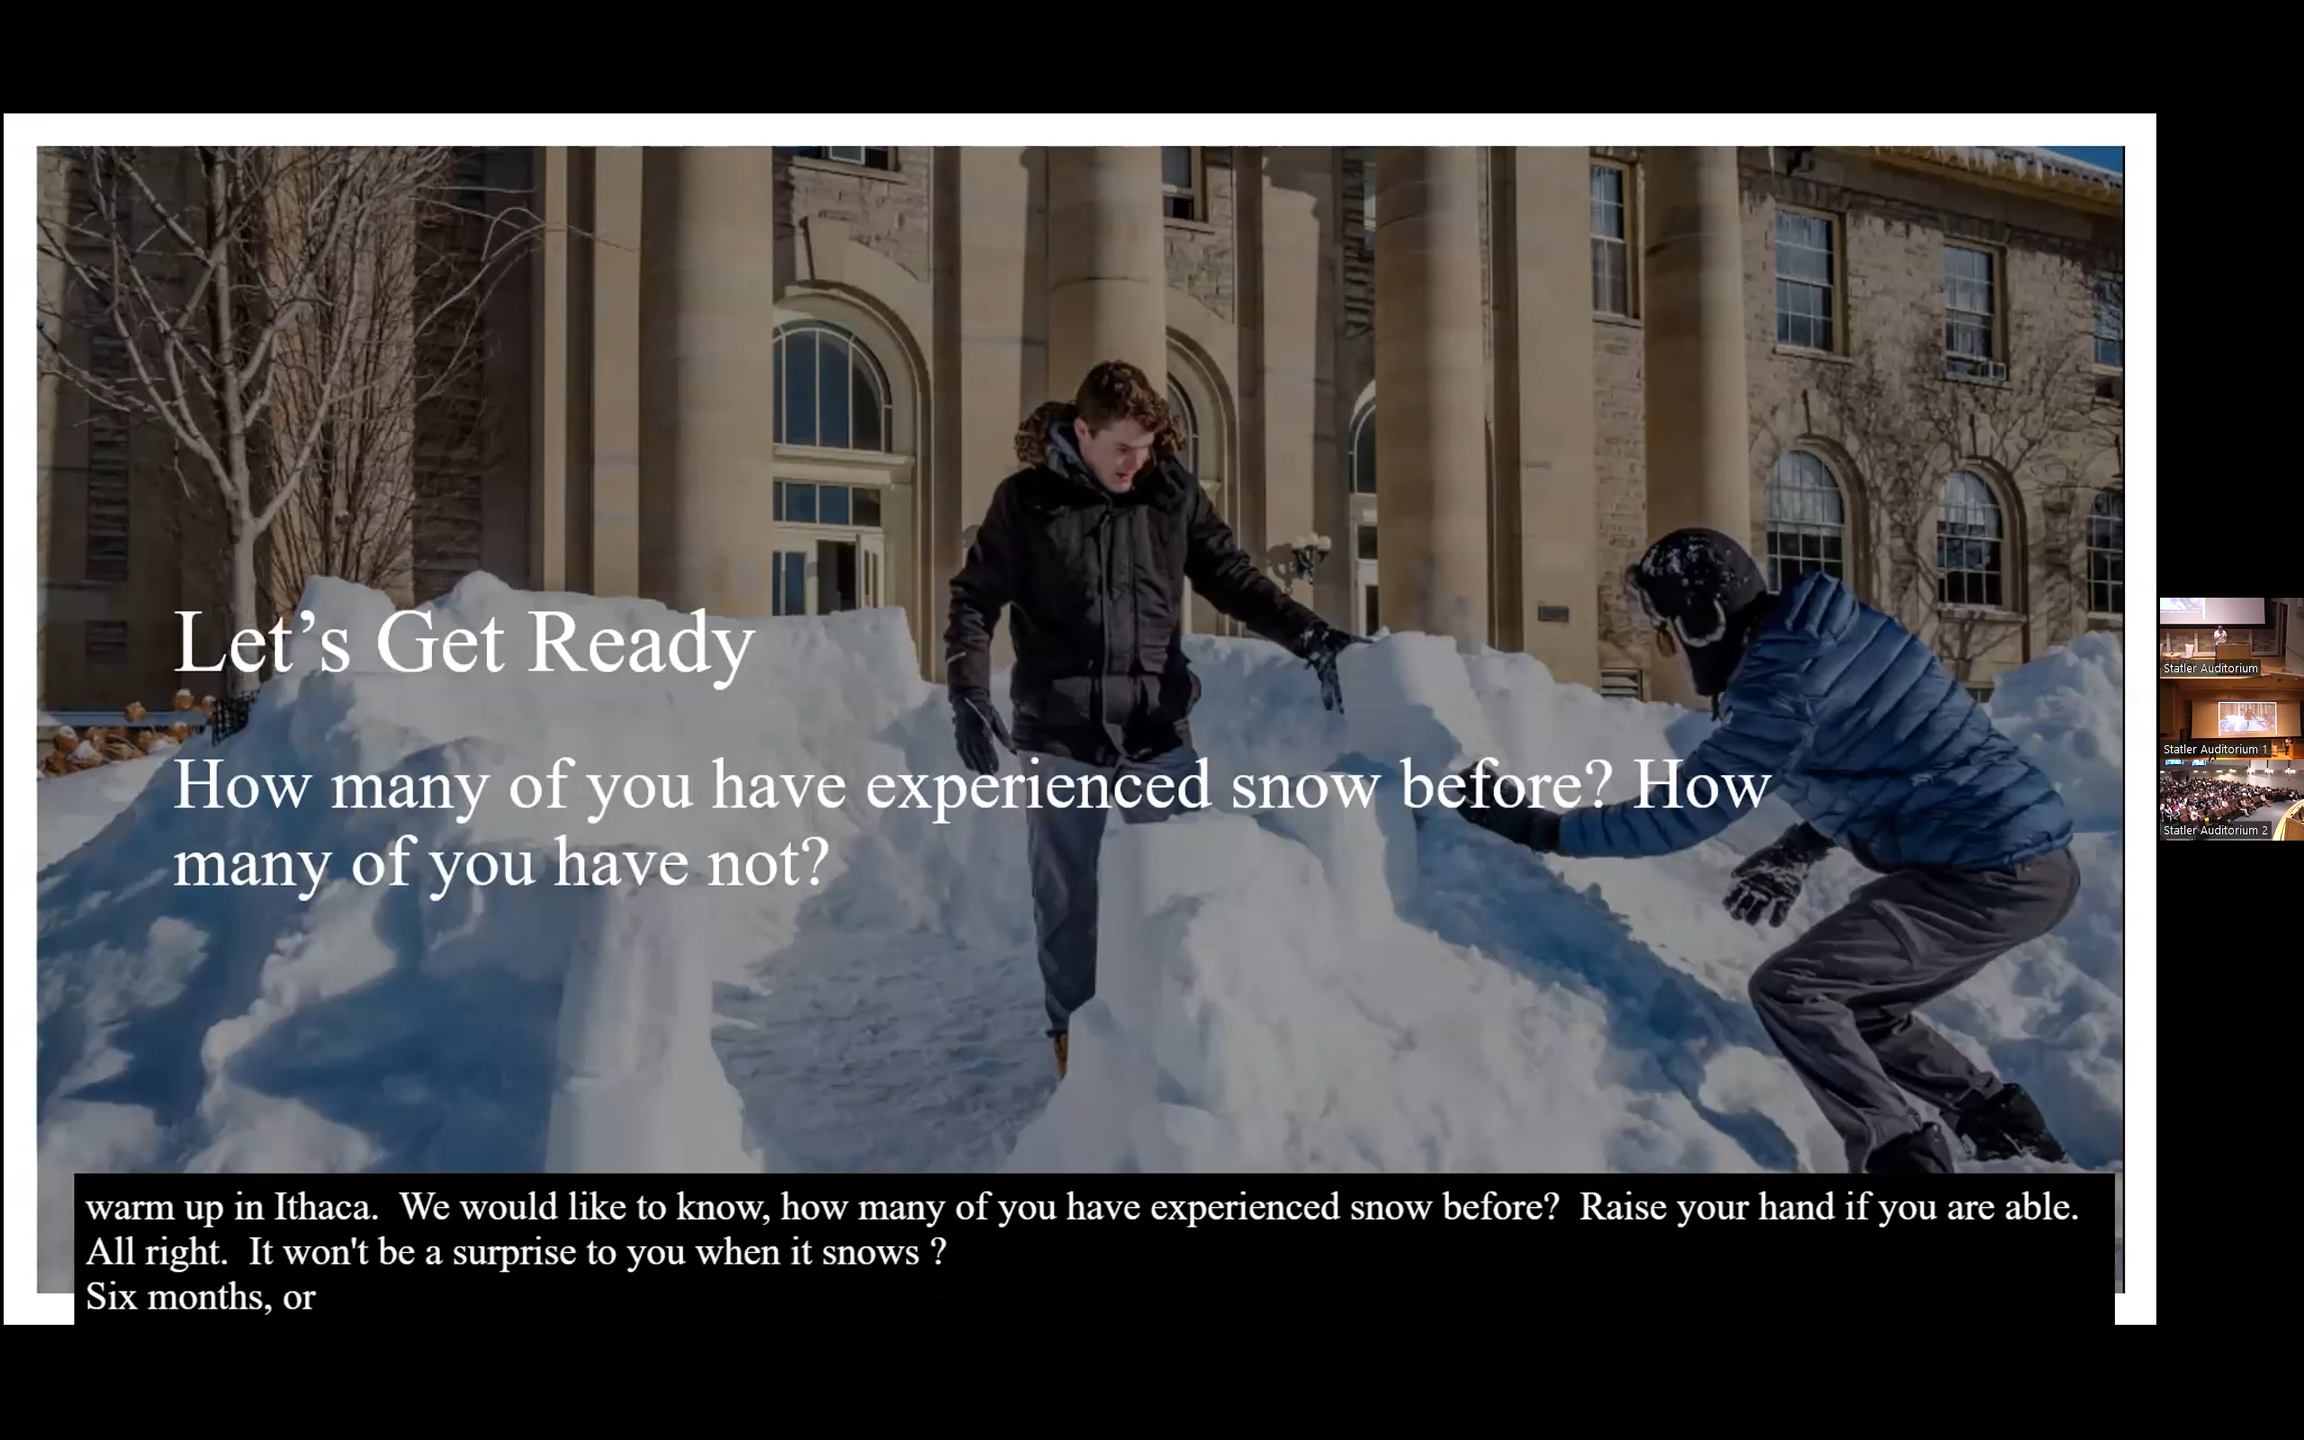 Let’s Get Ready
How many of you have experienced snow before? How
many of you have not?
warm up in Ithaca.  We would like to know, how many of you have experienced snow before?  Raise your hand if you are able.
All right.  It won't be a surprise to you when it snows ?
Six months, or
Statler Auditorium
Statler Auditorium 1
Statler Auditorium 2